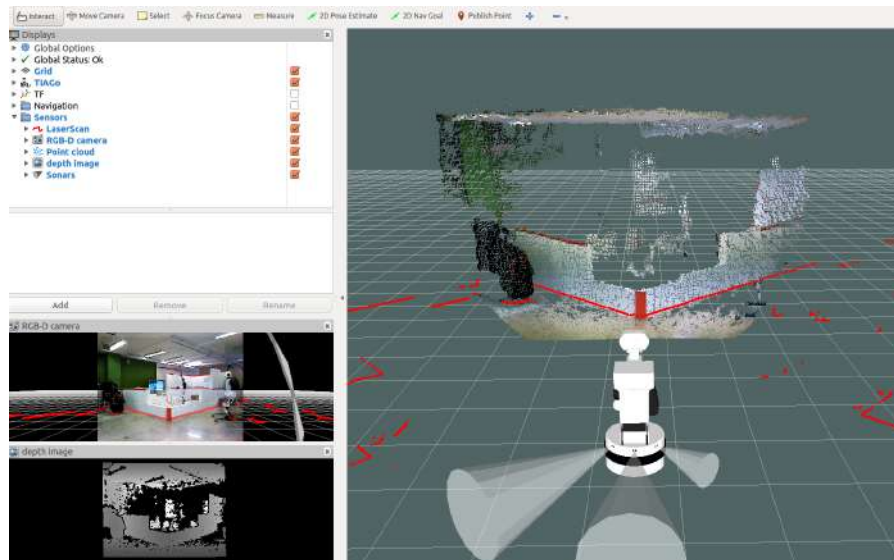 Interact Move Camera Select Focus Camera Measure 2D Pose Estimate 2D Nav Goal Publish Point
Displays
Global Options
Global Status: Ok
Grid
TIAGo
TF
Navigation
Sensors
LaserScan
RGB-D camera
Point cloud
depth image
Sonars
Add Remove Rename
RGB-D camera
depth image